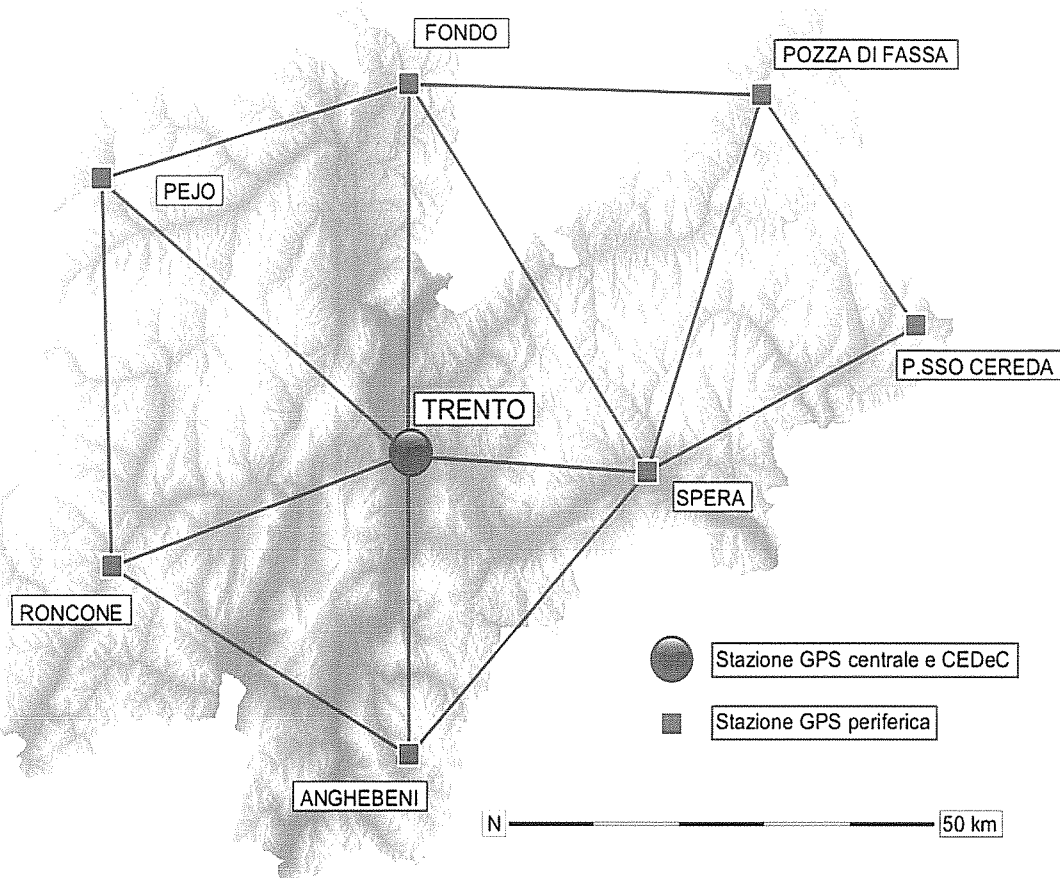 FONDO
POZZA DI FASSA
PEJO
P.SSO CEREDA
TRENTO
SPERA
RONCONE
Stazione GPS centrale e CEDeC
Stazione GPS periferica
ANGHEBENI
N
50 km